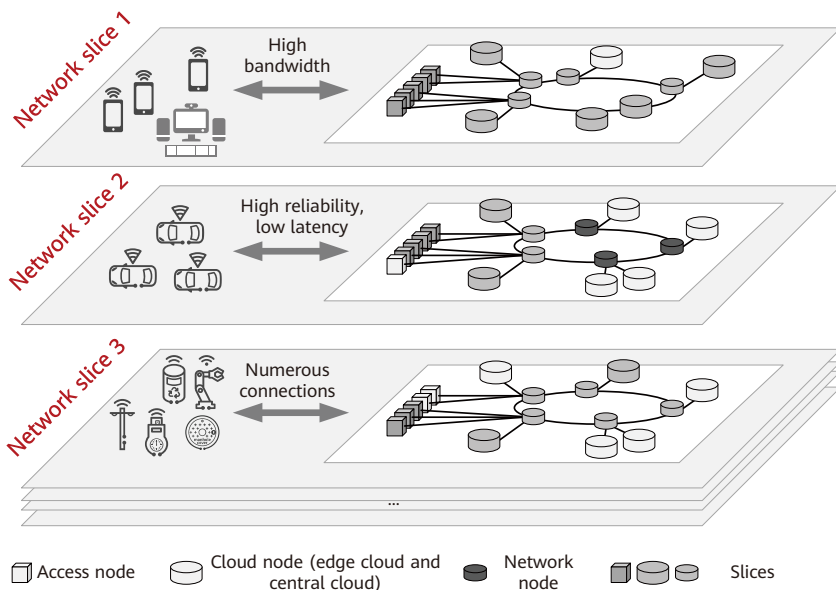 Network slice 1
High
bandwidth
Network slice 2
High reliability,
low latency
Network slice 3
Numerous
connections
...
Access node
Cloud node (edge cloud and
central cloud)
Network
node
Slices